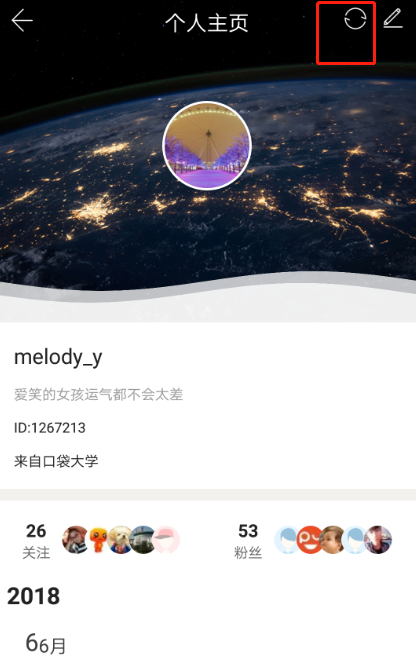 个人主页
melody_y
爱笑的女孩运气都不会太差
ID:1267213
来自口袋大学
26 53
关注 粉丝
2018
66月